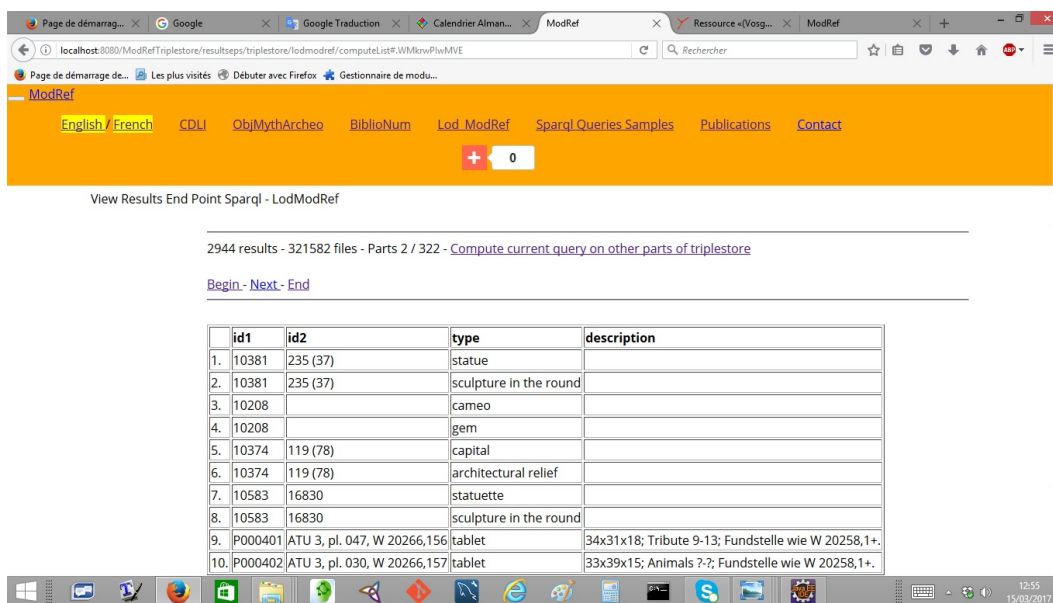 Page de démarrag...
Google
Google Traduction
Calendrier Alman...
ModRef
Ressource «(Vosg...
ModRef
localhost:8080/ModRefTriplestore/resultseps/triplestore/lodmodref/computeList#.WMkrwPlwMVE
Rechercher
ABP
Page de démarrage de... Les plus visités Débuter avec Firefox Gestionnaire de modu...
ModRef
English / French CDLI ObjMythArcheo BiblioNum Lod_ModRef Sparql Queries Samples Publications Contact
+ 0
View Results End Point Sparql - LodModRef
2944 results - 321582 files - Parts 2 / 322 - Compute current query on other parts of triplestore
Begin - Next - End
id1 id2 type description
1. 10381 235 (37) statue
2. 10381 235 (37) sculpture in the round
3. 10208 cameo
4. 10208 gem
5. 10374 119 (78) capital
6. 10374 119 (78) architectural relief
7. 10583 16830 statuette
8. 10583 16830 sculpture in the round
9. P000401 ATU 3, pl. 047, W 20266,156 tablet 34x31x18; Tribute 9-13; Fundstelle wie W 20258,1+.
10. P000402 ATU 3, pl. 030, W 20266,157 tablet 33x39x15; Animals ?-?; Fundstelle wie W 20258,1+.
12:55
15/03/2017